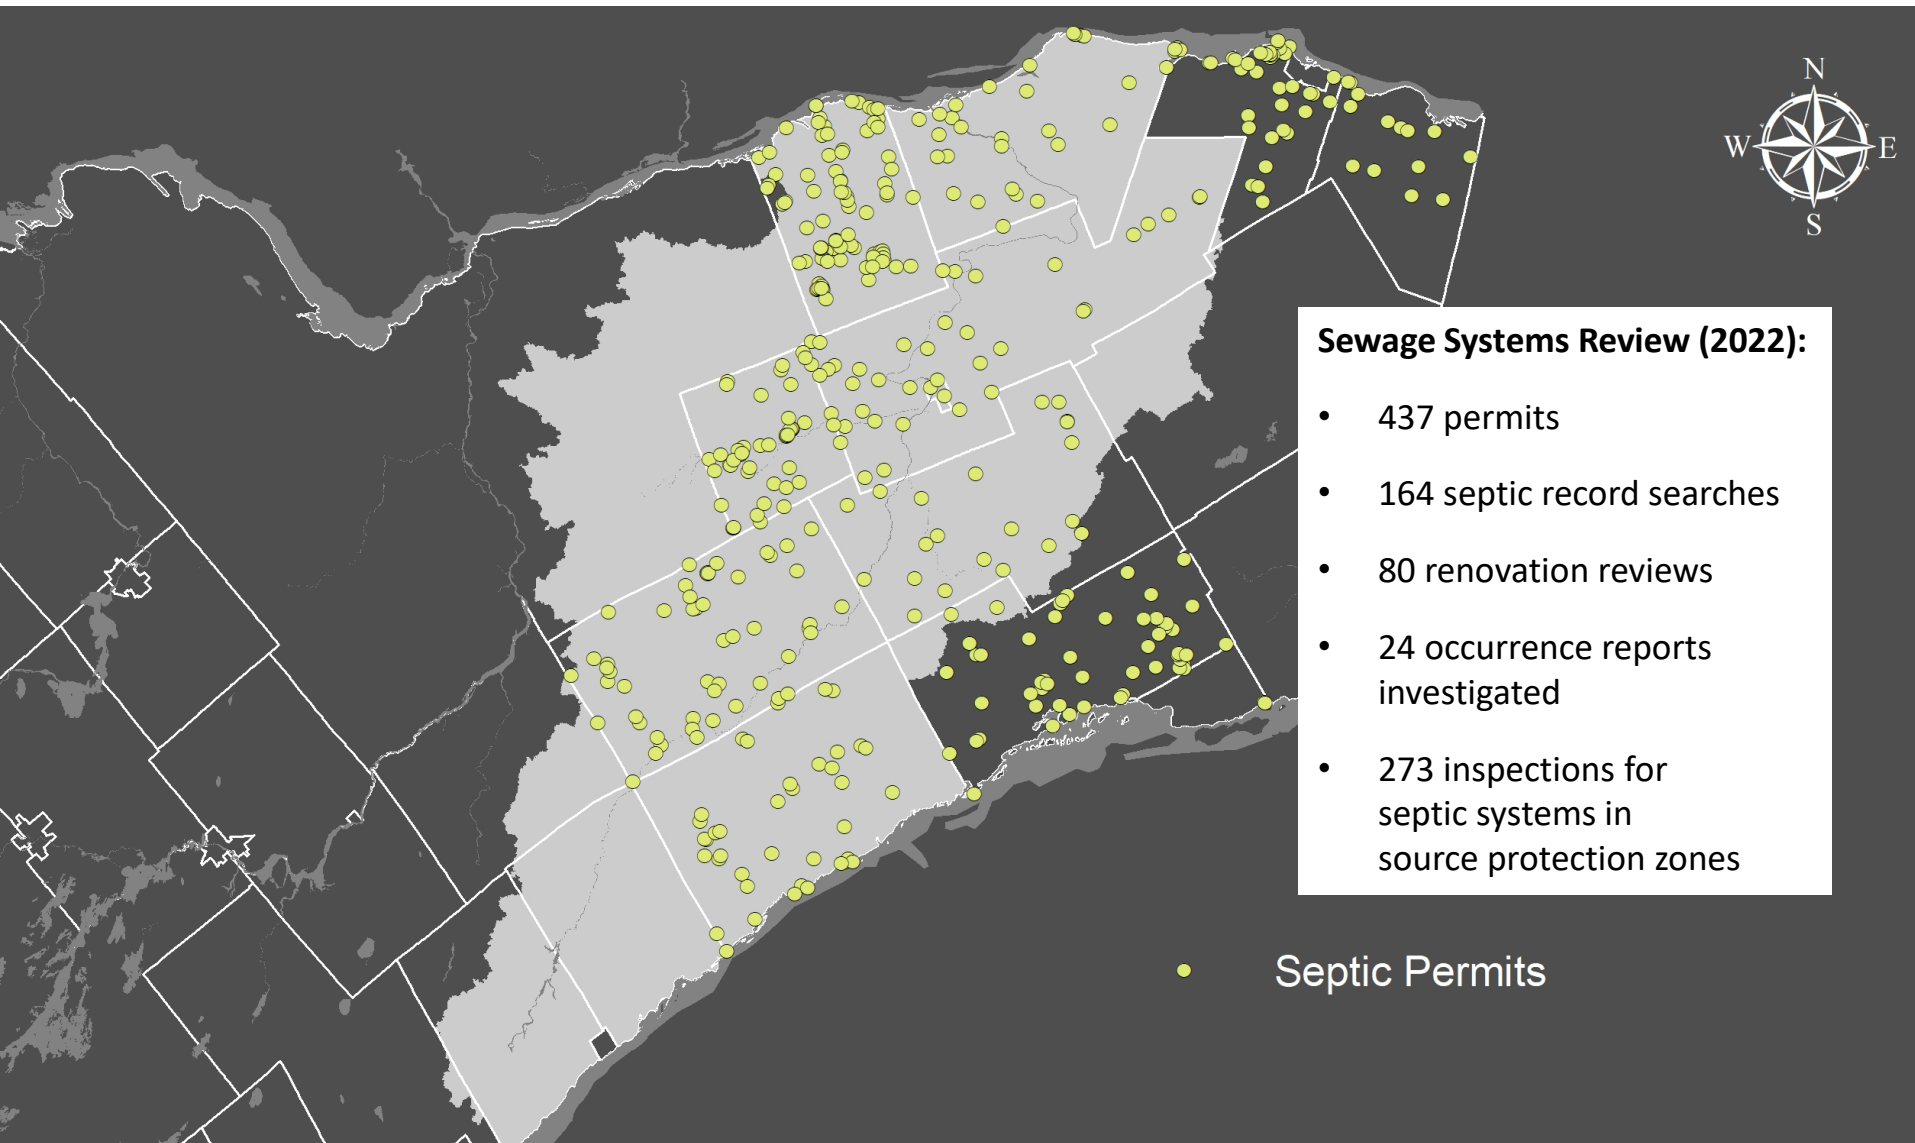 N
W E
S
Sewage Systems Review (2022):
• 437 permits
• 164 septic record searches
• 80 renovation reviews
• 24 occurrence reports
investigated
• 273 inspections for
septic systems in
source protection zones
Septic Permits